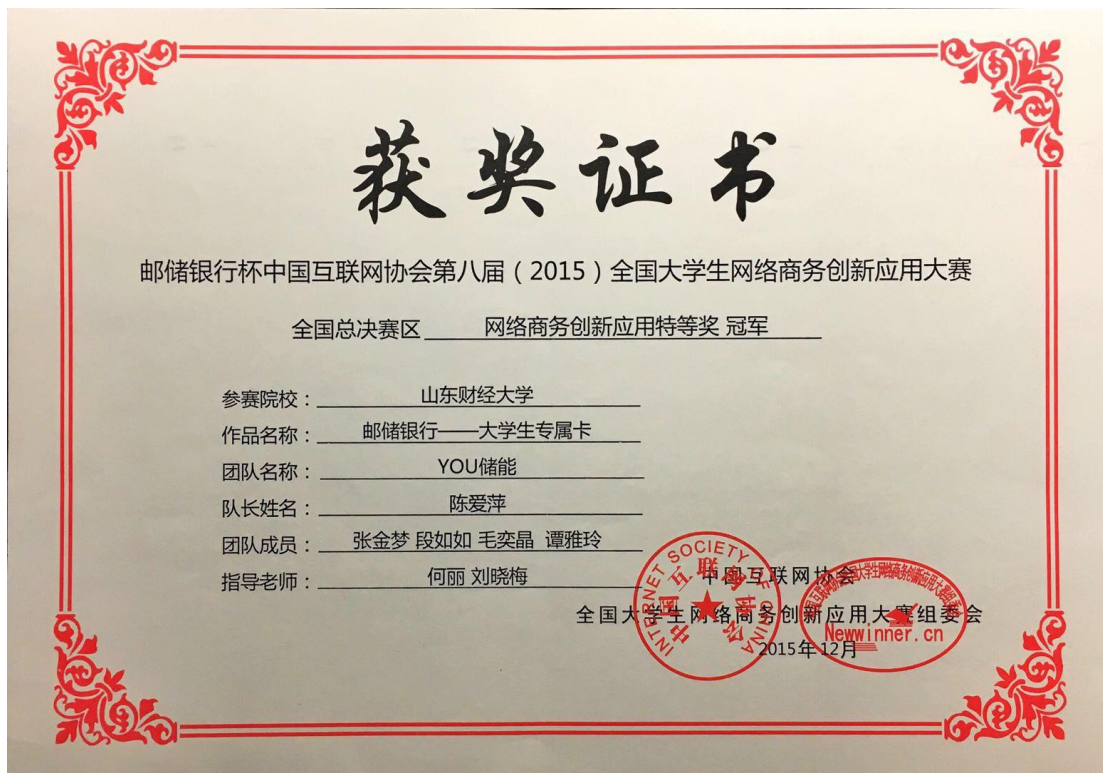 获奖证书
邮储银行杯中国互联网协会第八届（2015）全国大学生网络商务创新应用大赛
全国总决赛区 网络商务创新应用特等奖 冠军
参赛院校：山东财经大学
作品名称：邮储银行——大学生专属卡
团队名称：YOU储能
队长姓名：陈爱萍
团队成员：张金梦 段如如 毛奕晶 谭雅玲
指导老师：何丽 刘晓梅
中国互联网协会
全国大学生网络商务创新应用大赛组委会
2015年12月
INTERNET SOCIETY OF CHINA
中国互联网协会
Newwinner.cn